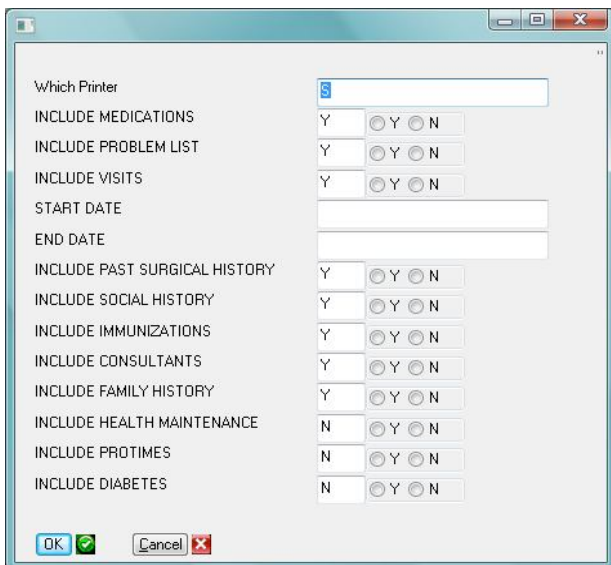 Which Printer S
INCLUDE MEDICATIONS Y Y N
INCLUDE PROBLEM LIST Y Y N
INCLUDE VISITS Y Y N
START DATE
END DATE
INCLUDE PAST SURGICAL HISTORY Y Y N
INCLUDE SOCIAL HISTORY Y Y N
INCLUDE IMMUNIZATIONS Y Y N
INCLUDE CONSULTANTS Y Y N
INCLUDE FAMILY HISTORY Y Y N
INCLUDE HEALTH MAINTENANCE N Y N
INCLUDE PROTIMES N Y N
INCLUDE DIABETES N Y N
OK Cancel